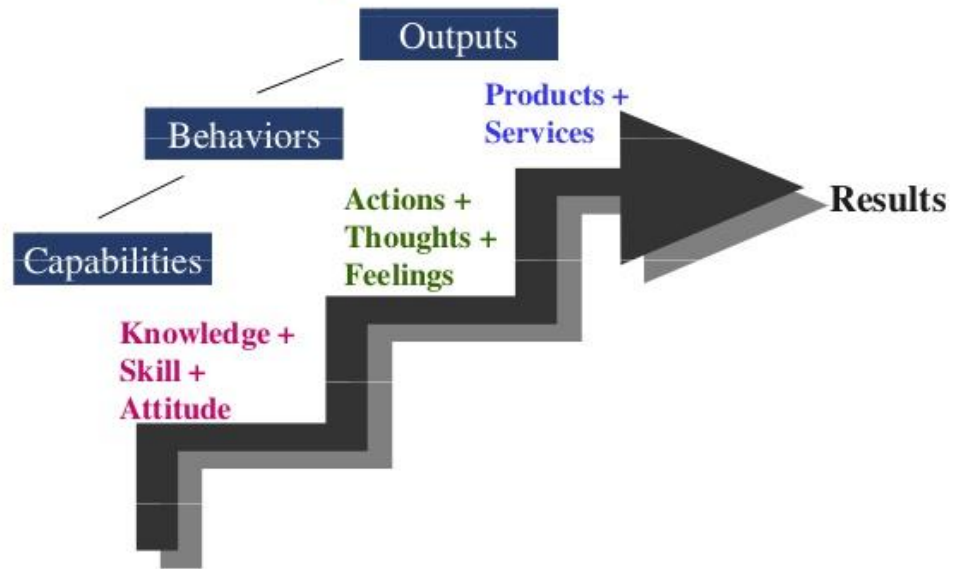 Outputs
Products +
Services
Behaviors
Actions +
Thoughts +
Feelings
Results
Capabilities
Knowledge +
Skill +
Attitude